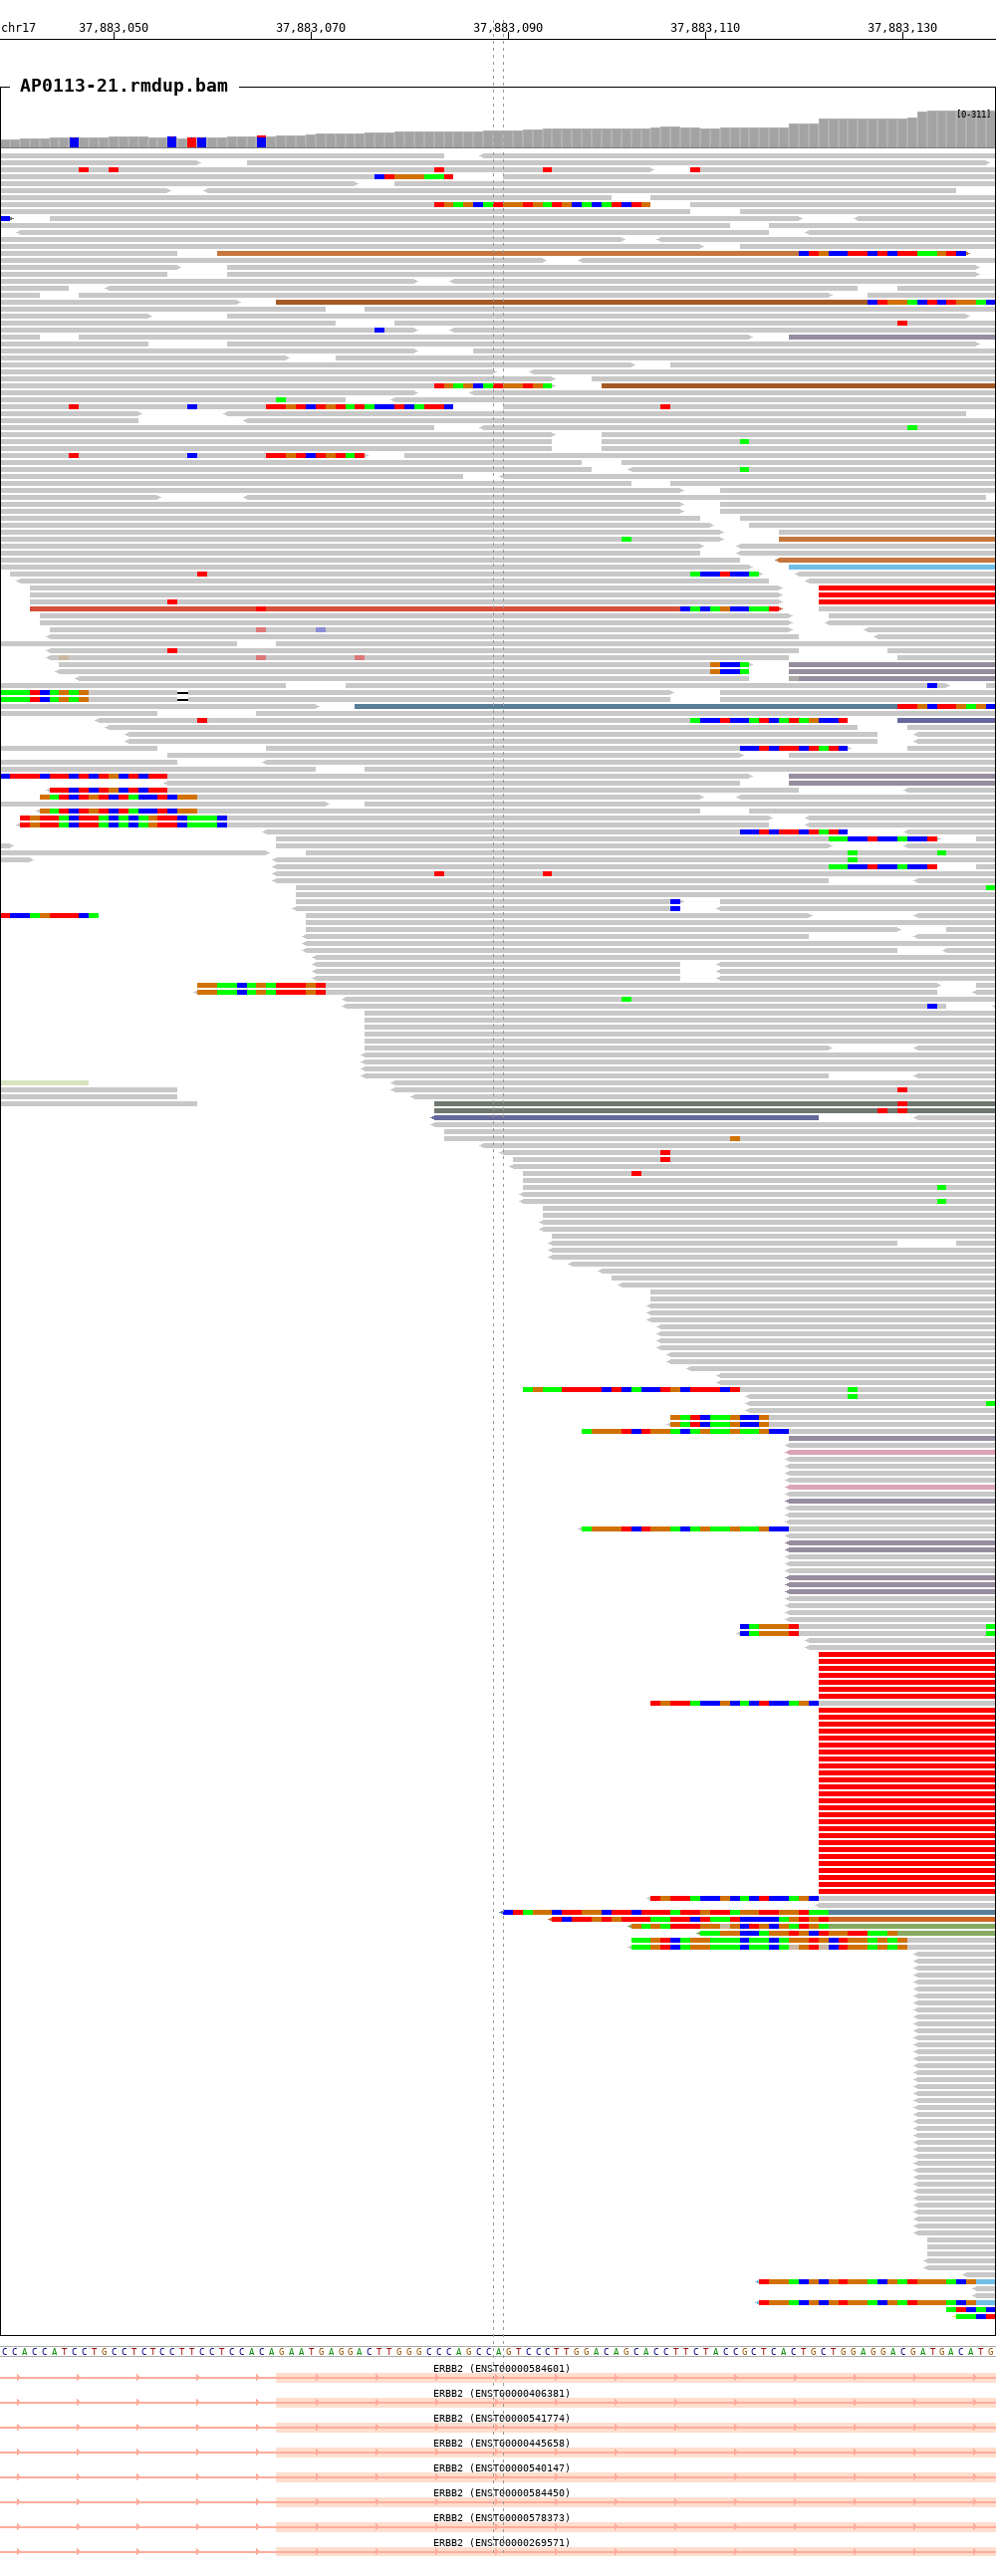 chr17 37,883,050 37,883,070 37,883,090 37,883,110 37,883,130
AP0113-21.rmdup.bam
[0-311]
CCACCATCCTGCCTCTCCTTCCTCCACAGAATGAGGACTTGGGCCCAGCCAGTCCCTTGGACAGCACCTTCTACCGCTCACTGCTGGAGGACGATGACATG
ERBB2 (ENST00000584601)
ERBB2 (ENST00000406381)
ERBB2 (ENST00000541774)
ERBB2 (ENST00000445658)
ERBB2 (ENST00000540147)
ERBB2 (ENST00000584450)
ERBB2 (ENST00000578373)
ERBB2 (ENST00000269571)